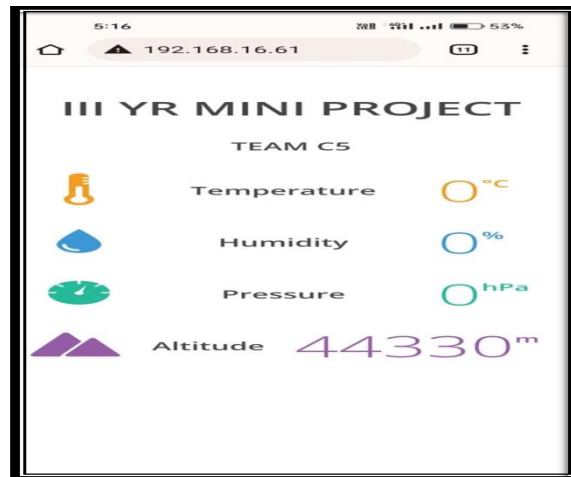 5:16 53%
192.168.16.61 11
III YR MINI PROJECT
TEAM C5
Temperature 0°C
Humidity 0%
Pressure 0hPa
Altitude 44330m